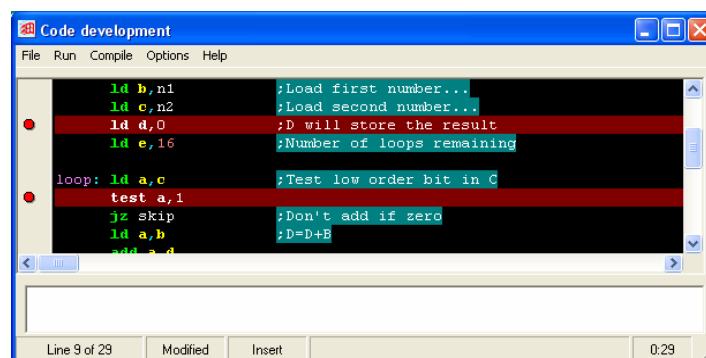 Code development
File Run Compile Options Help
ld b,n1 ;Load first number...
ld c,n2 ;Load second number...
ld d,0 ;D will store the result
ld e,16 ;Number of loops remaining
loop: ld a,c ;Test low order bit in C
test a,1
jz skip ;Don't add if zero
ld a,b ;D=D+B
add a,d
Line 9 of 29 Modified Insert 0:29